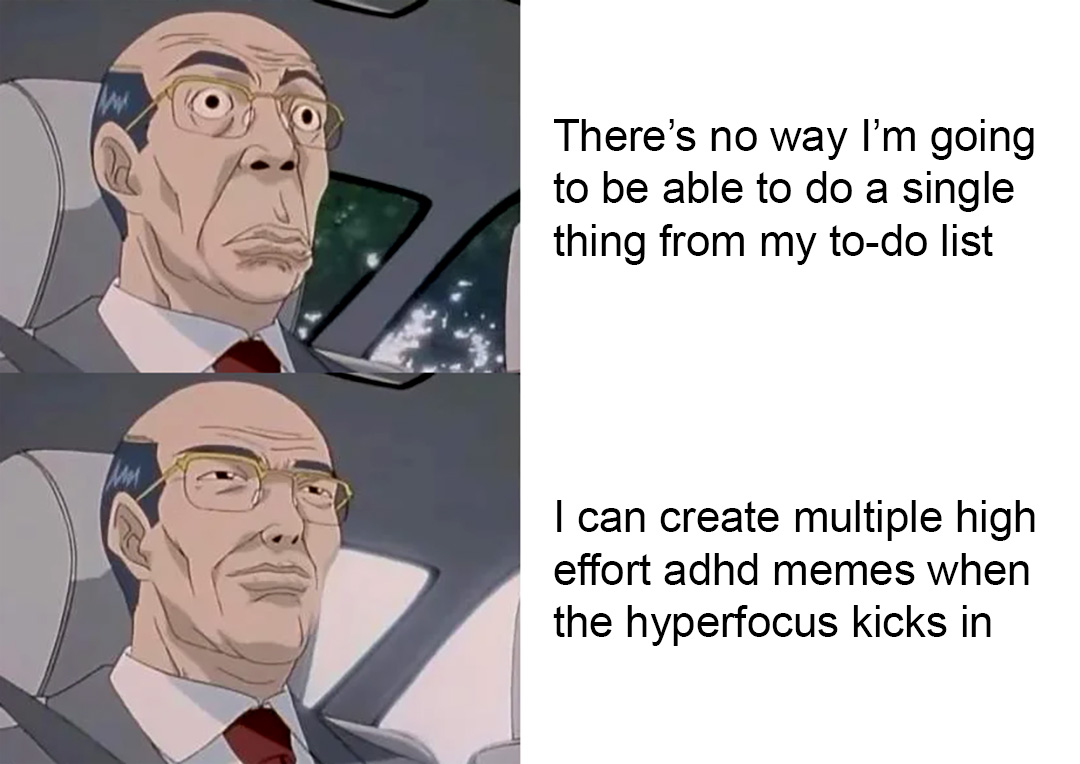 There’s no way I’m going
to be able to do a single
thing from my to-do list
I can create multiple high
effort adhd memes when
the hyperfocus kicks in